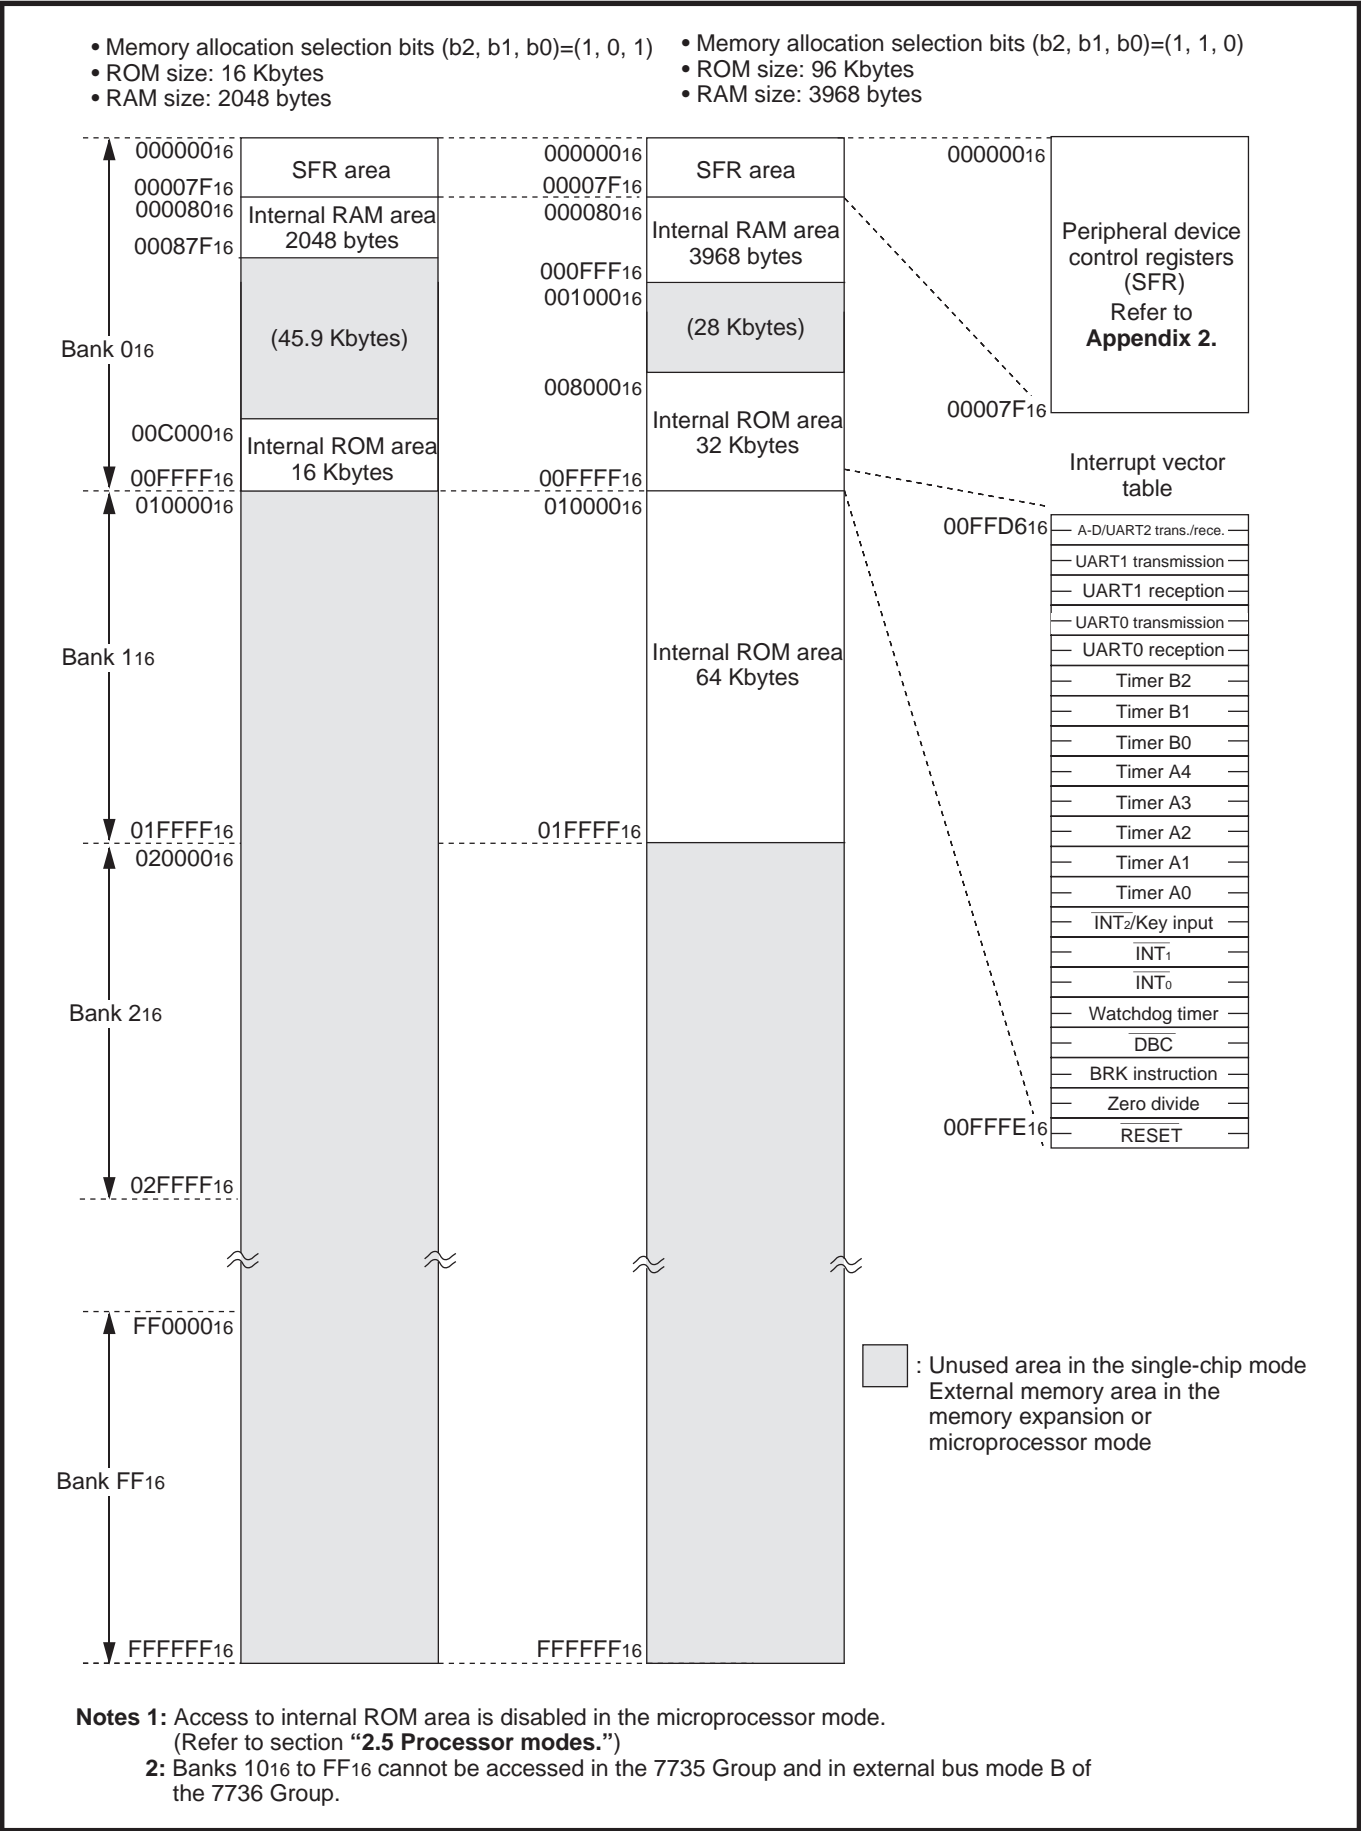 • Memory allocation selection bits (b2, b1, b0)=(1, 0, 1)
• ROM size: 16 Kbytes
• RAM size: 2048 bytes
• Memory allocation selection bits (b2, b1, b0)=(1, 1, 0)
• ROM size: 96 Kbytes
• RAM size: 3968 bytes
Bank 016
Bank 116
Bank 216
Bank FF16
00000016
00007F16
00008016
00087F16
00C00016
00FFFF16
01000016
01FFFF16
02000016
02FFFF16
FF000016
FFFFFF16
SFR area
Internal RAM area
2048 bytes
(45.9 Kbytes)
Internal ROM area
16 Kbytes
00000016
00007F16
00008016
000FFF16
00100016
00800016
00FFFF16
01000016
01FFFF16
FFFFFF16
SFR area
Internal RAM area
3968 bytes
(28 Kbytes)
Internal ROM area
32 Kbytes
Internal ROM area
64 Kbytes
00000016
00007F16
Peripheral device
control registers
(SFR)
Refer to
Appendix 2.
Interrupt vector
table
00FFD616
A-D/UART2 trans./rece.
UART1 transmission
UART1 reception
UART0 transmission
UART0 reception
Timer B2
Timer B1
Timer B0
Timer A4
Timer A3
Timer A2
Timer A1
Timer A0
INT2/Key input
INT1
INT0
Watchdog timer
DBC
BRK instruction
Zero divide
00FFFE16
RESET
: Unused area in the single-chip mode
External memory area in the
memory expansion or
microprocessor mode
Notes 1: Access to internal ROM area is disabled in the microprocessor mode.
(Refer to section “2.5 Processor modes.”)
2: Banks 1016 to FF16 cannot be accessed in the 7735 Group and in external bus mode B of
the 7736 Group.